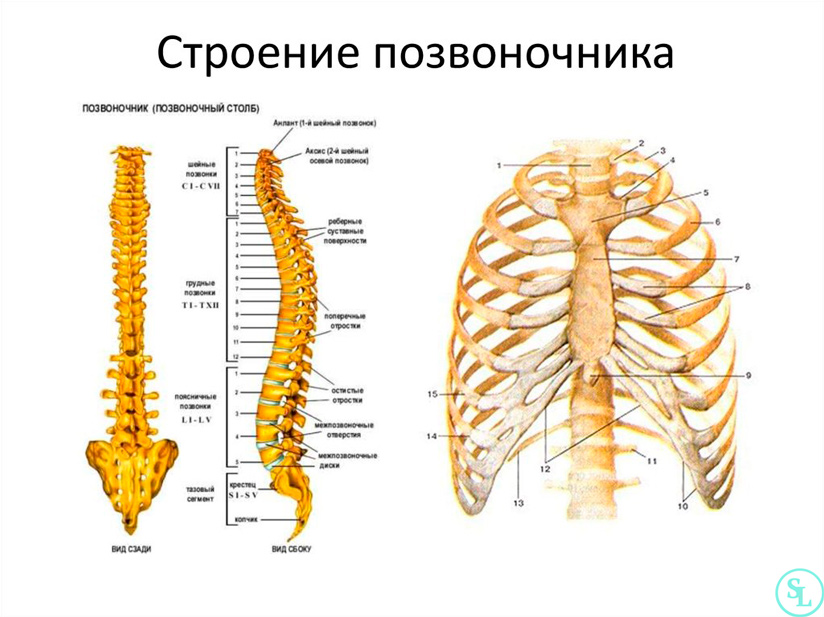 Строение позвоночника
ПОЗВОНОЧНИК (ПОЗВОНОЧНЫЙ СТОЛБ)
Анлант (1-й шейный позвонок)
Аксис (2-й шейный
осевой позвонок)
шейные
позвонки
C I - C VII
1
2
3
4
5
6
7
реберные
суставные
поверхности
грудные
позвонки
T I - T XII
1
2
3
4
5
6
7
8
9
10
11
12
поперечные
отростки
поясничные
позвонки
L I - L V
1
2
3
4
5
остистые
отростки
межпозвоночные
отверстия
межпозвоночные
диски
тазовый
сегмент
крестец
S I - S V
копчик
ВИД СЗАДИ
ВИД СБОКУ
1
2
3
4
5
6
7
8
9
10
11
12
13
14
15
SL